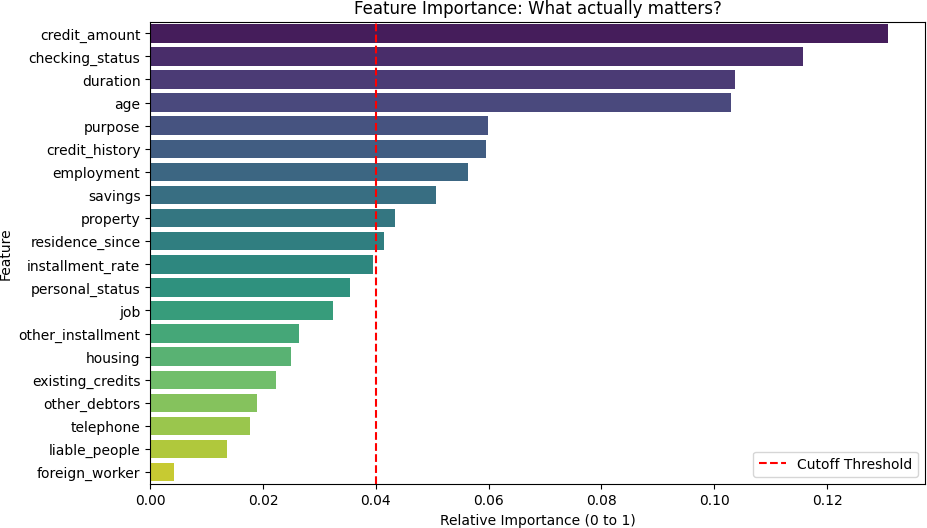 Feature Importance: What actually matters?
Feature
credit_amount
checking_status
duration
age
purpose
credit_history
employment
savings
property
residence_since
installment_rate
personal_status
job
other_installment
housing
existing_credits
other_debtors
telephone
liable_people
foreign_worker
Cutoff Threshold
0.00 0.02 0.04 0.06 0.08 0.10 0.12
Relative Importance (0 to 1)